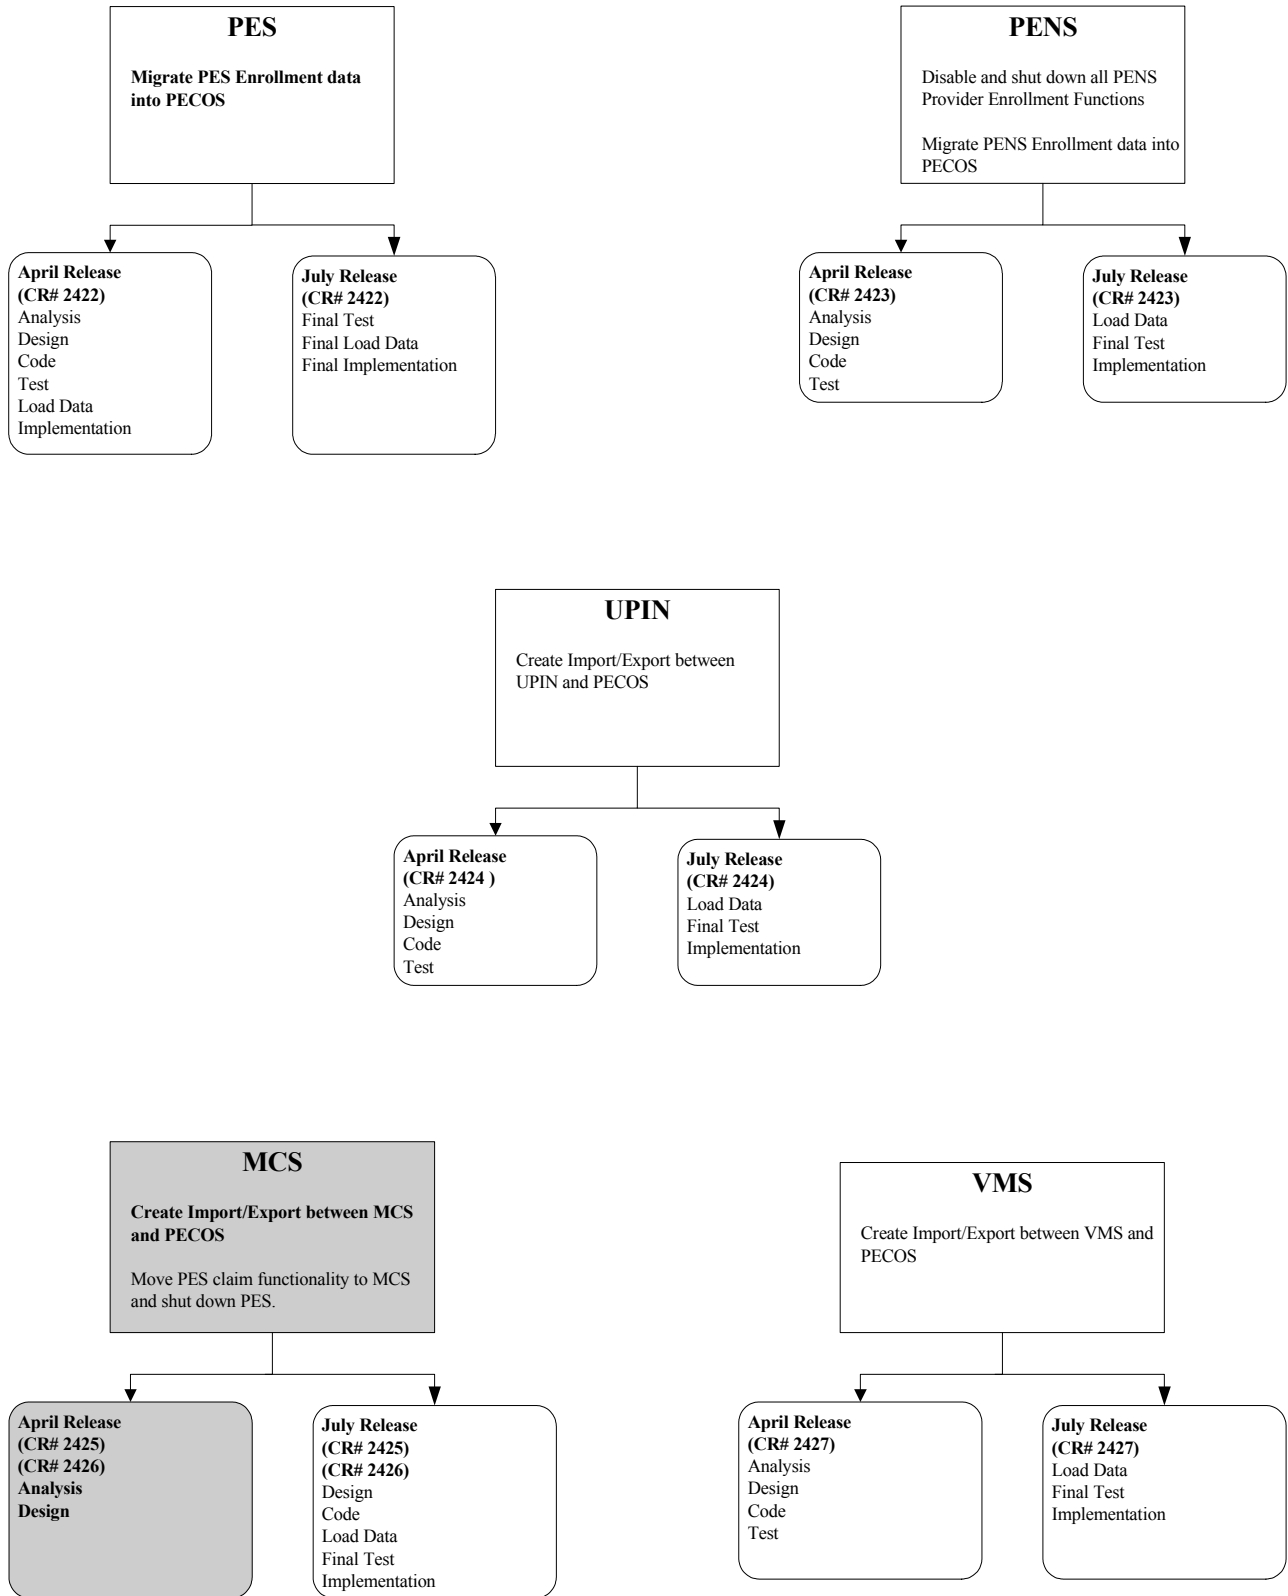 PES
Migrate PES Enrollment data
into PECOS
April Release
(CR# 2422)
Analysis
Design
Code
Test
Load Data
Implementation
July Release
(CR# 2422)
Final Test
Final Load Data
Final Implementation
PENS
Disable and shut down all PENS
Provider Enrollment Functions
Migrate PENS Enrollment data into
PECOS
April Release
(CR# 2423)
Analysis
Design
Code
Test
July Release
(CR# 2423)
Load Data
Final Test
Implementation
UPIN
Create Import/Export between
UPIN and PECOS
April Release
(CR# 2424 )
Analysis
Design
Code
Test
July Release
(CR# 2424)
Load Data
Final Test
Implementation
MCS
Create Import/Export between MCS
and PECOS
Move PES claim functionality to MCS
and shut down PES.
April Release
(CR# 2425)
(CR# 2426)
Analysis
Design
July Release
(CR# 2425)
(CR# 2426)
Design
Code
Load Data
Final Test
Implementation
VMS
Create Import/Export between VMS and
PECOS
April Release
(CR# 2427)
Analysis
Design
Code
Test
July Release
(CR# 2427)
Load Data
Final Test
Implementation